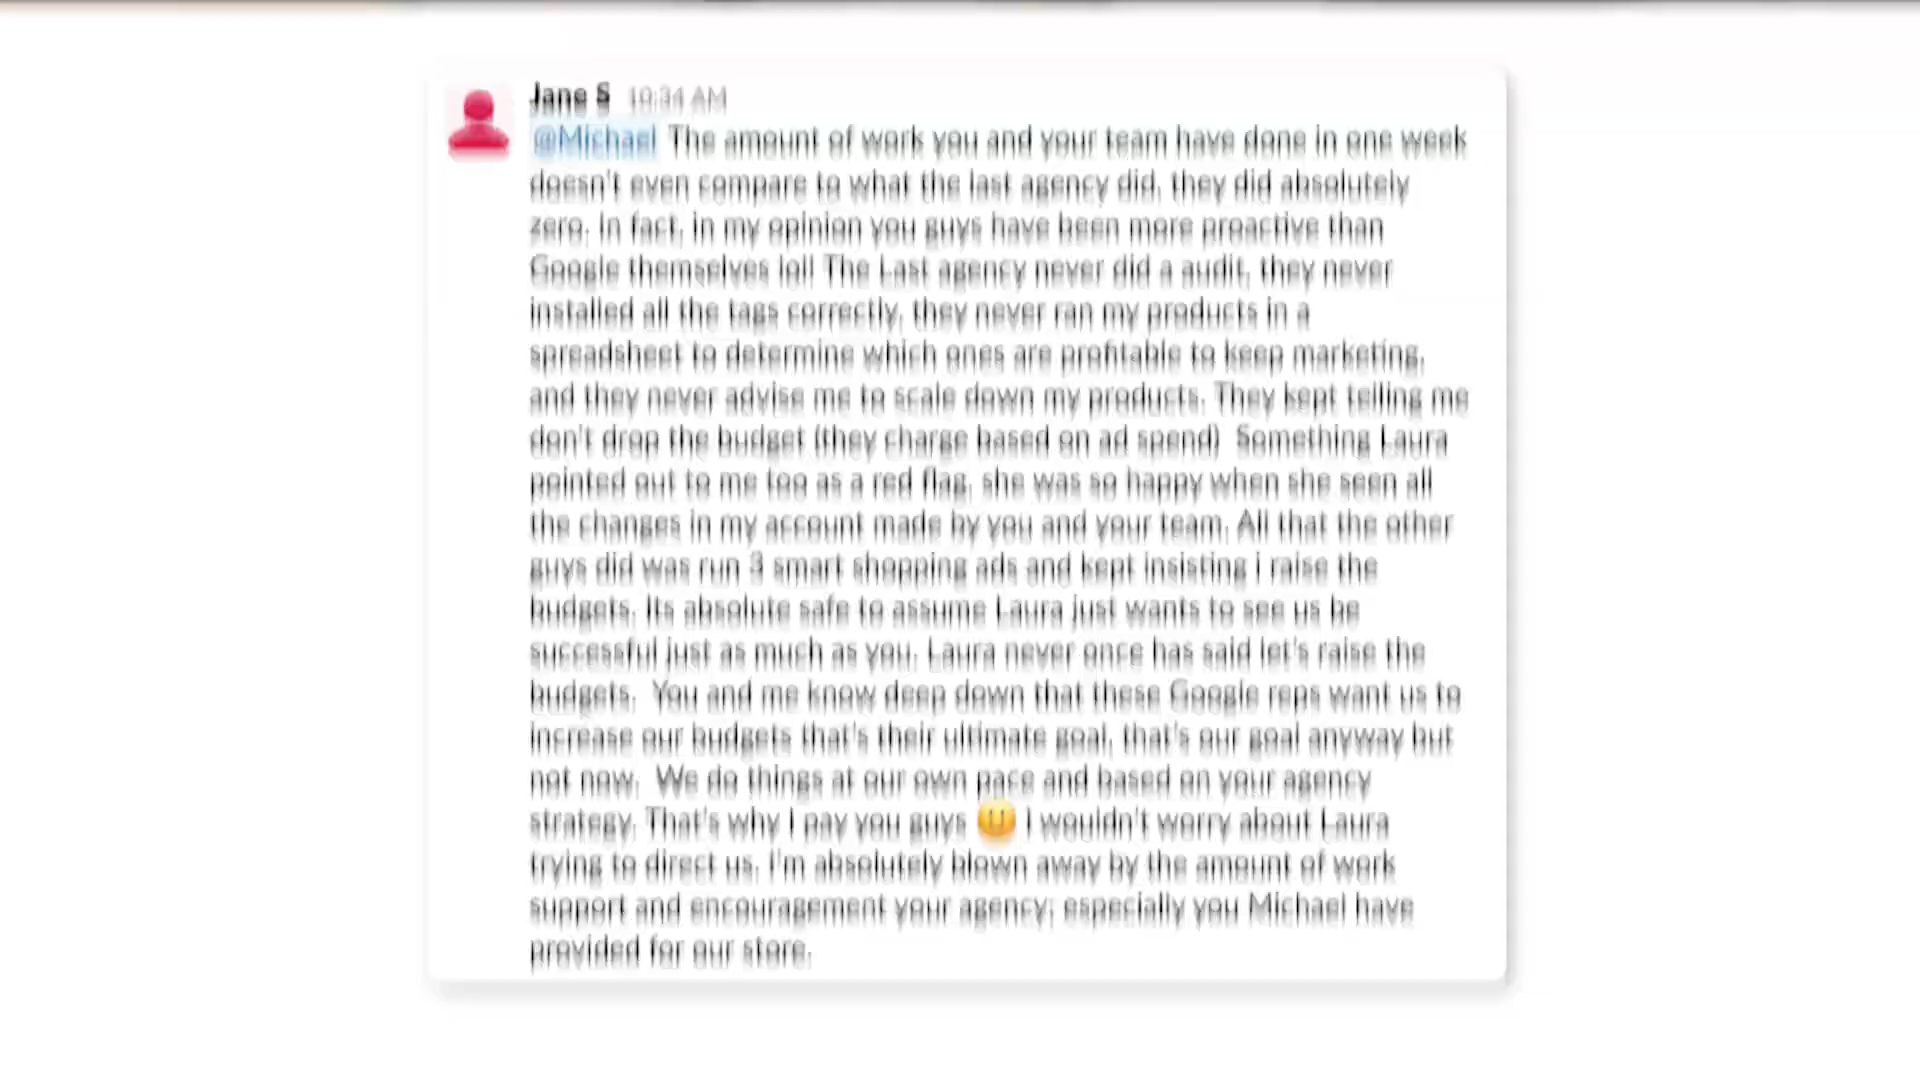 Jane S 10:34 AM
@Michael The amount of work you and your team have done in one week
doesn't even compare to what the last agency did, they did absolutely
zero. In fact, in my opinion you guys have been more proactive than
Google themselves lol! The Last agency never did a audit, they never
installed all the tags correctly, they never ran my products in a
spreadsheet to determine which ones are profitable to keep marketing,
and they never advise me to scale down my products. They kept telling me
don't drop the budget (they charge based on ad spend) Something Laura
pointed out to me too as a red flag, she was so happy when she seen all
the changes in my account made by you and your team. All that the other
guys did was run 3 smart shopping ads and kept insisting i raise the
budgets. Its absolute safe to assume Laura just wants to see us be
successful just as much as you. Laura never once has said let's raise the
budgets. You and me know deep down that these Google reps want us to
increase our budgets that's their ultimate goal, that's our goal anyway but
not now. We do things at our own pace and based on your agency
strategy. That's why I pay you guys 🙂 I wouldn't worry about Laura
trying to direct us. I'm absolutely blown away by the amount of work
support and encouragement your agency, especially you Michael have
provided for our store.